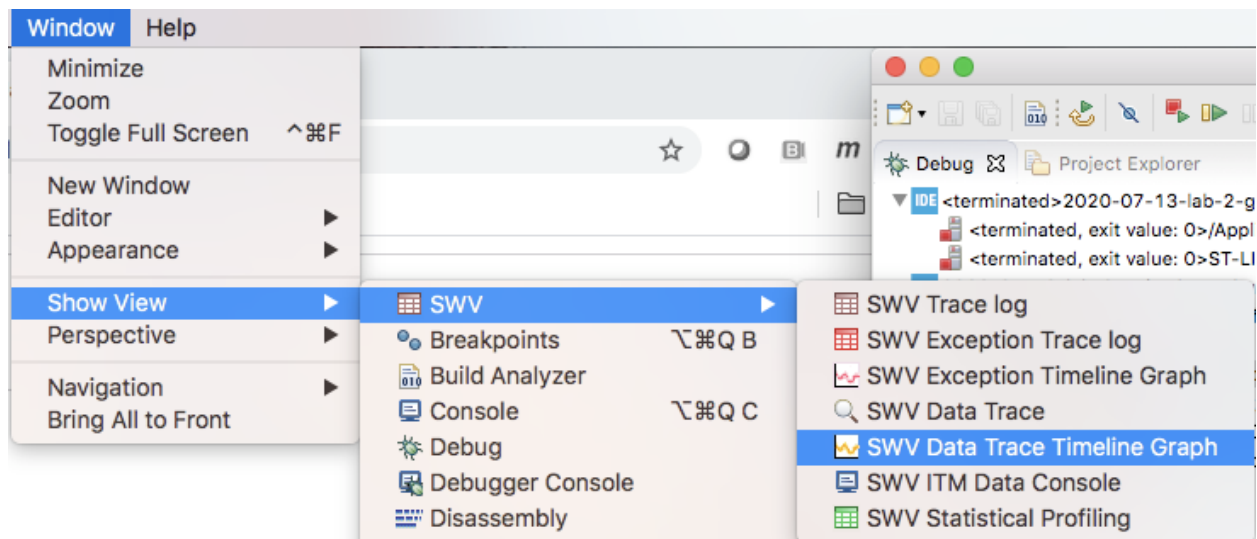 Window Help
Minimize
Zoom
Toggle Full Screen ^⌘F
New Window
Editor
Appearance
Show View
Perspective
Navigation
Bring All to Front
SWV
Breakpoints ⌥⌘Q B
Build Analyzer
Console ⌥⌘Q C
Debug
Debugger Console
Disassembly
SWV Trace log
SWV Exception Trace log
SWV Exception Timeline Graph
SWV Data Trace
SWV Data Trace Timeline Graph
SWV ITM Data Console
SWV Statistical Profiling
m
010
Debug Project Explorer
IDE <terminated>2020-07-13-lab-2-g
<terminated, exit value: 0>/Appl
<terminated, exit value: 0>ST-LI